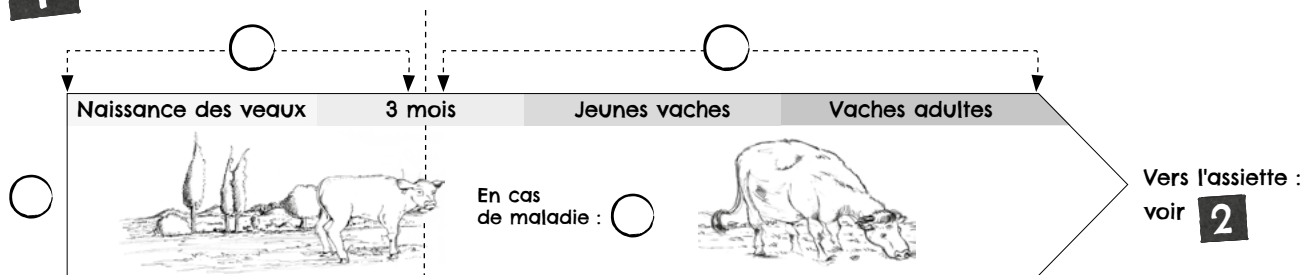 Naissance des veaux 3 mois Jeunes vaches Vaches adultes
En cas
de maladie :
Vers l'assiette :
voir 2